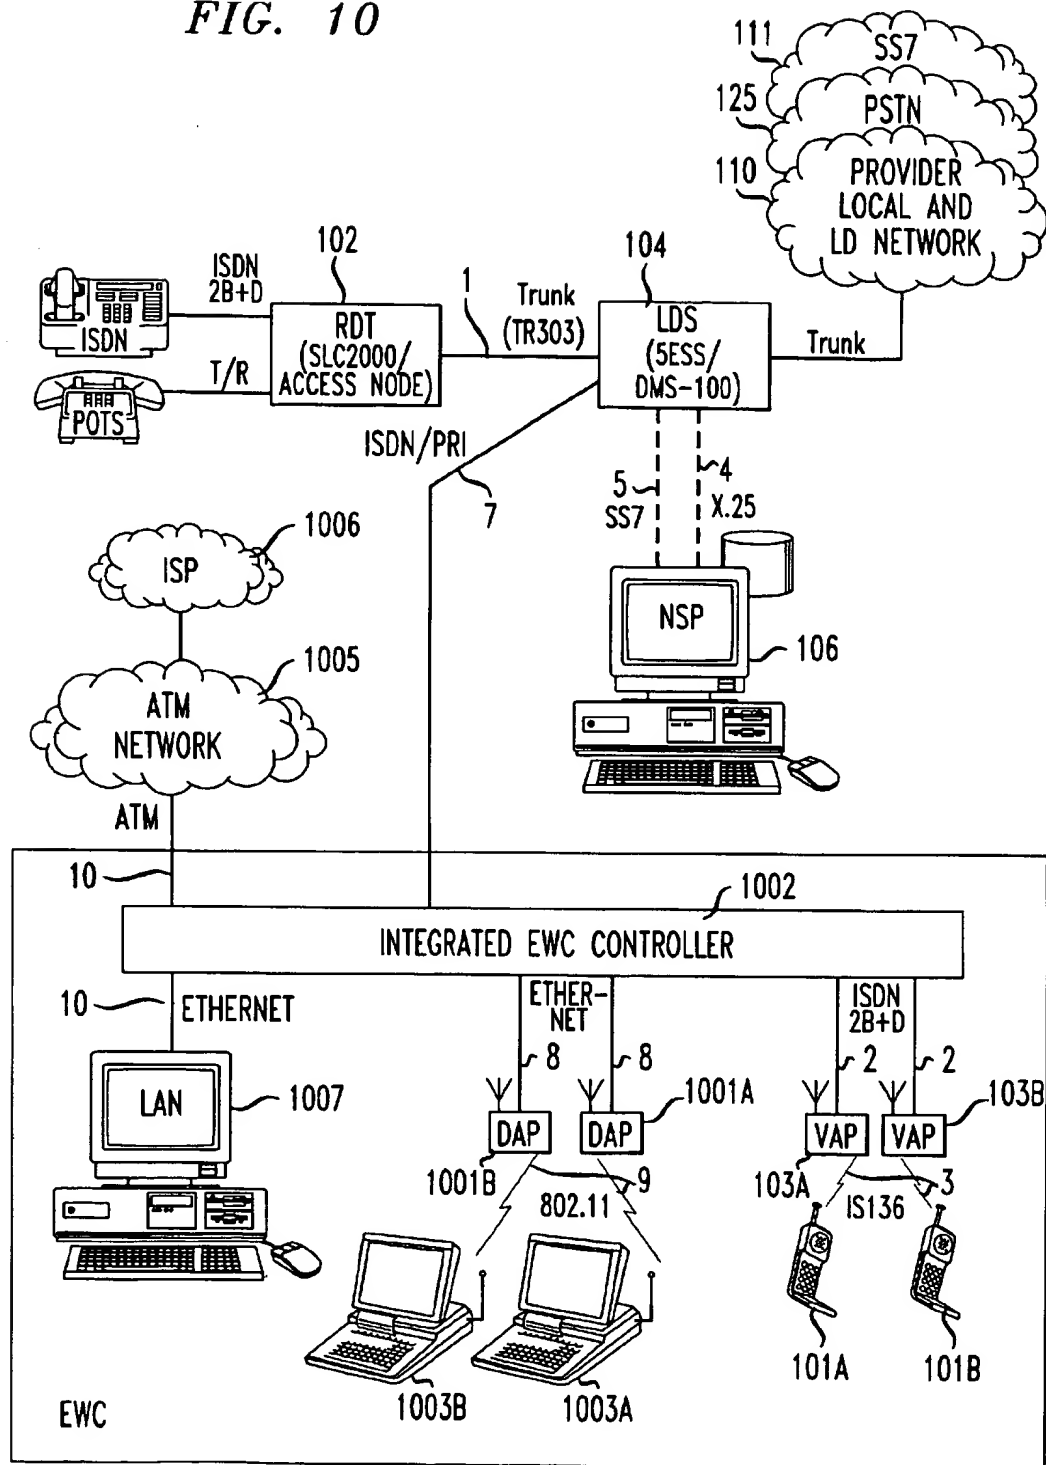 FIG. 10
111
SS7
125
PSTN
110
PROVIDER
LOCAL AND
LD NETWORK
102
104
ISDN
2B+D
ISDN
RDT
(SLC2000/
ACCESS NODE)
1
Trunk
(TR303)
LDS
(5ESS/
DMS-100)
Trunk
T/R
POTS
ISDN/PRI
7
5
SS7
4
X.25
1006
ISP
NSP
106
1005
ATM
NETWORK
ATM
10
1002
INTEGRATED EWC CONTROLLER
10
ETHERNET
ETHER-
NET
ISDN
2B+D
8
8
2
2
LAN
1007
DAP
DAP
1001A
VAP
VAP
103B
1001B
9
802.11
103A
3
IS136
1003B
1003A
101A
101B
EWC